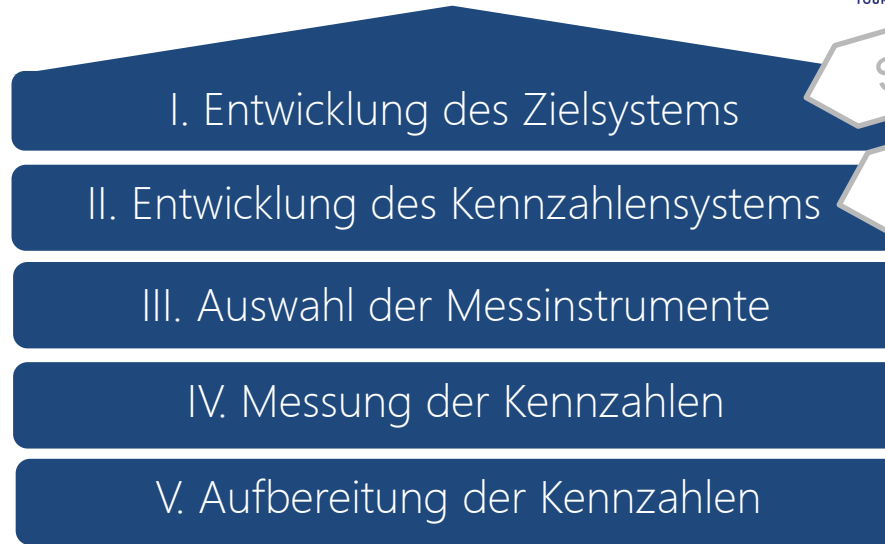 I. Entwicklung des Zielsystems
II. Entwicklung des Kennzahlensystems
III. Auswahl der Messinstrumente
IV. Messung der Kennzahlen
V. Aufbereitung der Kennzahlen